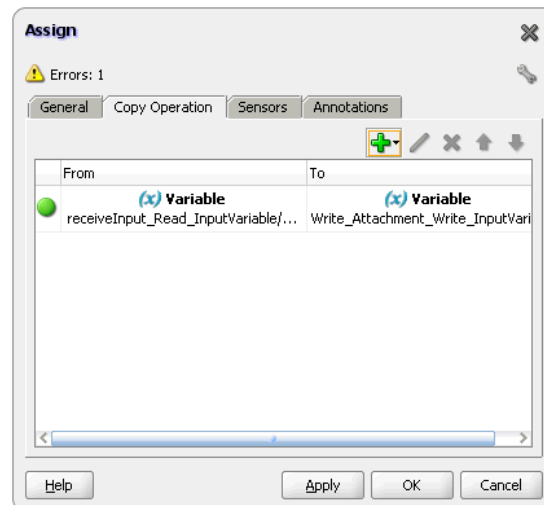 Assign
Errors: 1
General Copy Operation Sensors Annotations
From To
(x) Variable (x) Variable
receiveInput_Read_InputVariable/... Write_Attachment_Write_InputVari
Help Apply OK Cancel